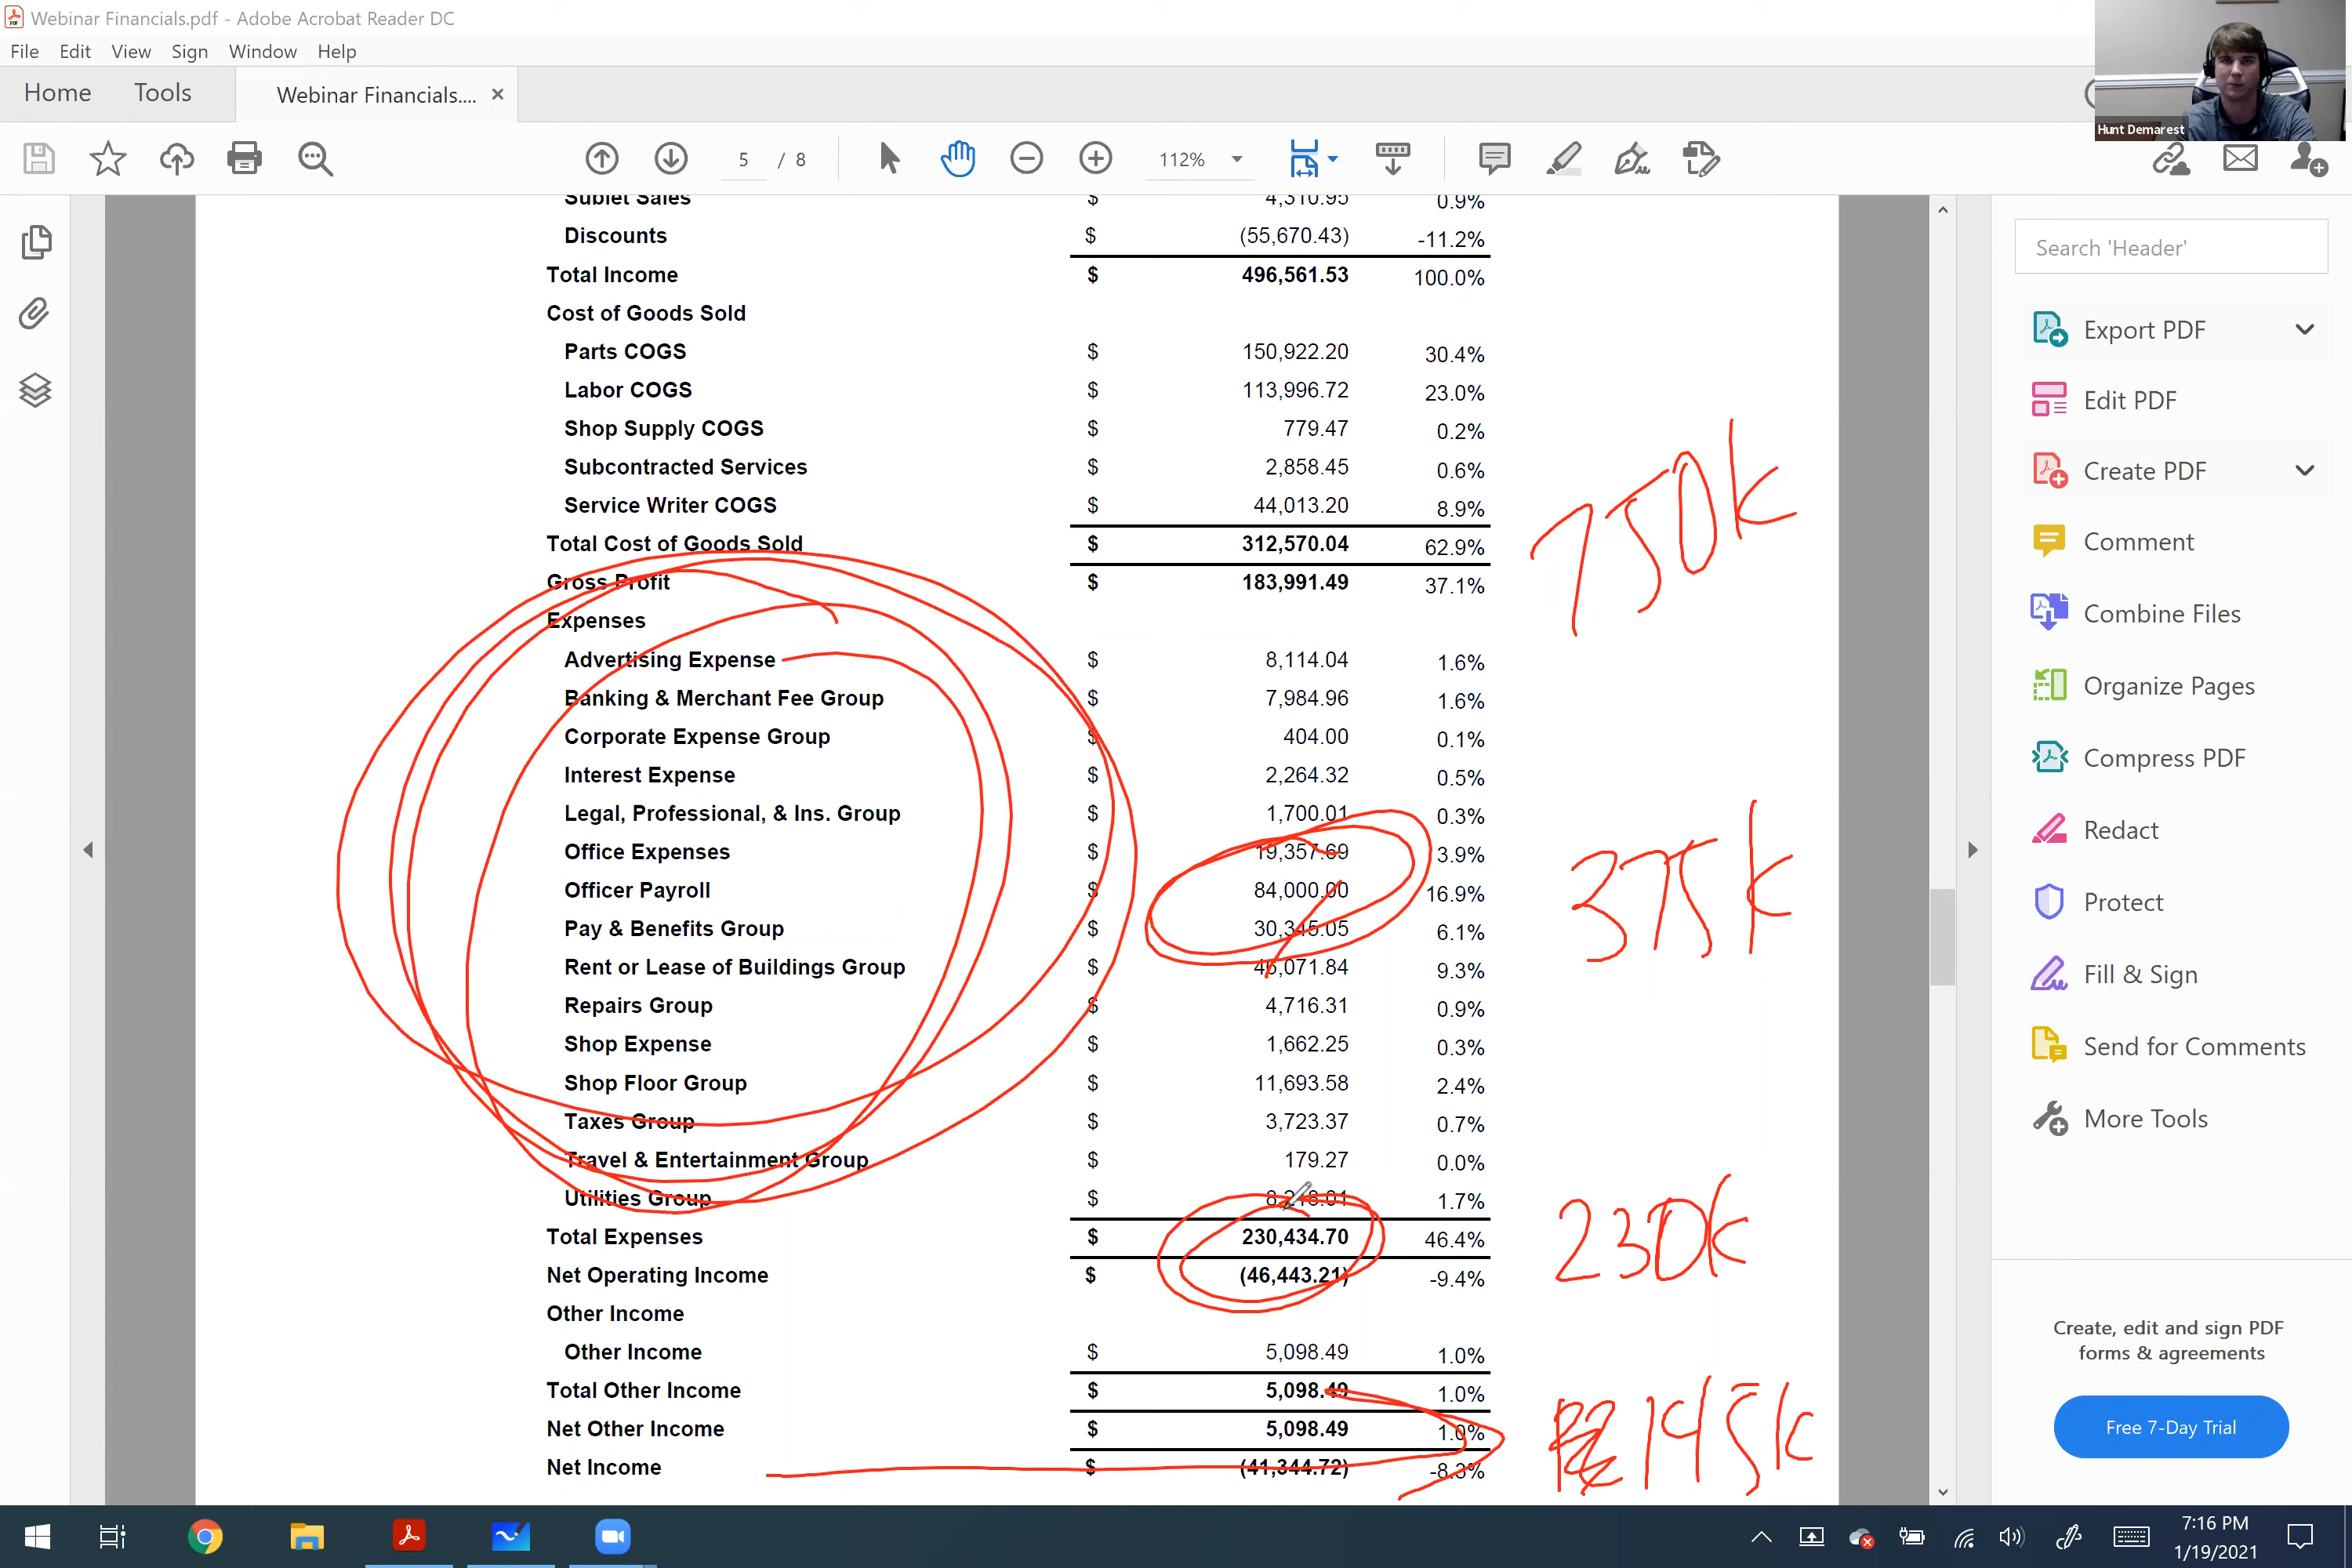 Webinar Financials.pdf - Adobe Acrobat Reader DC
File Edit View Sign Window Help
Home Tools Webinar Financials.... ×
Hunt Demarest
5 / 8 112%
Search 'Header'
Sublet Sales $ 4,310.95 0.9%
Discounts $ (55,670.43) -11.2%
Total Income $ 496,561.53 100.0%
Cost of Goods Sold
Parts COGS $ 150,922.20 30.4%
Labor COGS $ 113,996.72 23.0%
Shop Supply COGS $ 779.47 0.2%
Subcontracted Services $ 2,858.45 0.6%
Service Writer COGS $ 44,013.20 8.9%
Total Cost of Goods Sold $ 312,570.04 62.9%
Gross Profit $ 183,991.49 37.1%
Expenses
Advertising Expense $ 8,114.04 1.6%
Banking & Merchant Fee Group $ 7,984.96 1.6%
Corporate Expense Group $ 404.00 0.1%
Interest Expense $ 2,264.32 0.5%
Legal, Professional, & Ins. Group $ 1,700.01 0.3%
Office Expenses $ 19,357.69 3.9%
Officer Payroll $ 84,000.00 16.9%
Pay & Benefits Group $ 30,345.05 6.1%
Rent or Lease of Buildings Group $ 46,071.84 9.3%
Repairs Group $ 4,716.31 0.9%
Shop Expense $ 1,662.25 0.3%
Shop Floor Group $ 11,693.58 2.4%
Taxes Group $ 3,723.37 0.7%
Travel & Entertainment Group $ 179.27 0.0%
Utilities Group $ 1.7%
Total Expenses $ 230,434.70 46.4%
Net Operating Income $ (46,443.21) -9.4%
Other Income
Other Income $ 5,098.49 1.0%
Total Other Income $ 5,098.49 1.0%
Net Other Income $ 5,098.49 1.0%
Net Income $ (41,344.72) -8.3%
750k
375k
230k
145k
Export PDF
Edit PDF
Create PDF
Comment
Combine Files
Organize Pages
Compress PDF
Redact
Protect
Fill & Sign
Send for Comments
More Tools
Create, edit and sign PDF
forms & agreements
Free 7-Day Trial
7:16 PM
1/19/2021